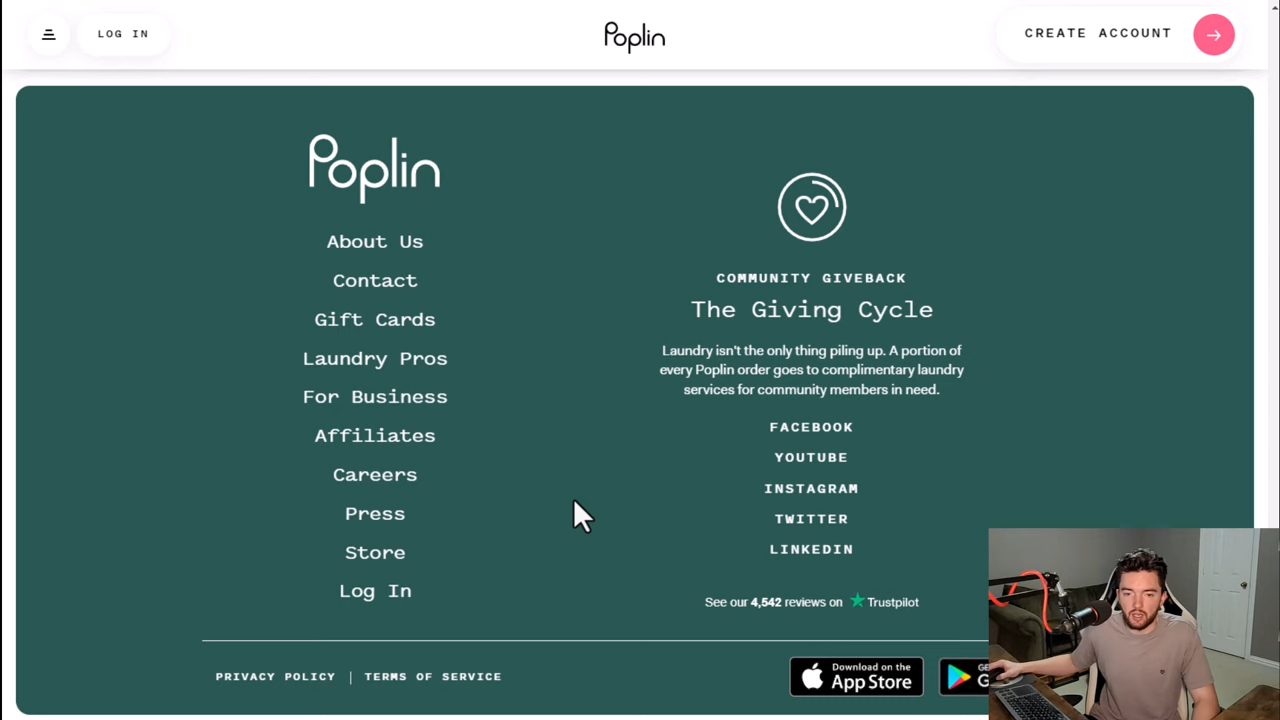 LOG IN
Poplin
CREATE ACCOUNT
Poplin
About Us
Contact
Gift Cards
Laundry Pros
For Business
Affiliates
Careers
Press
Store
Log In
COMMUNITY GIVEBACK
The Giving Cycle
Laundry isn't the only thing piling up. A portion of
every Poplin order goes to complimentary laundry
services for community members in need.
FACEBOOK
YOUTUBE
INSTAGRAM
TWITTER
LINKEDIN
See our 4,542 reviews on Trustpilot
PRIVACY POLICY | TERMS OF SERVICE
Download on the
App Store